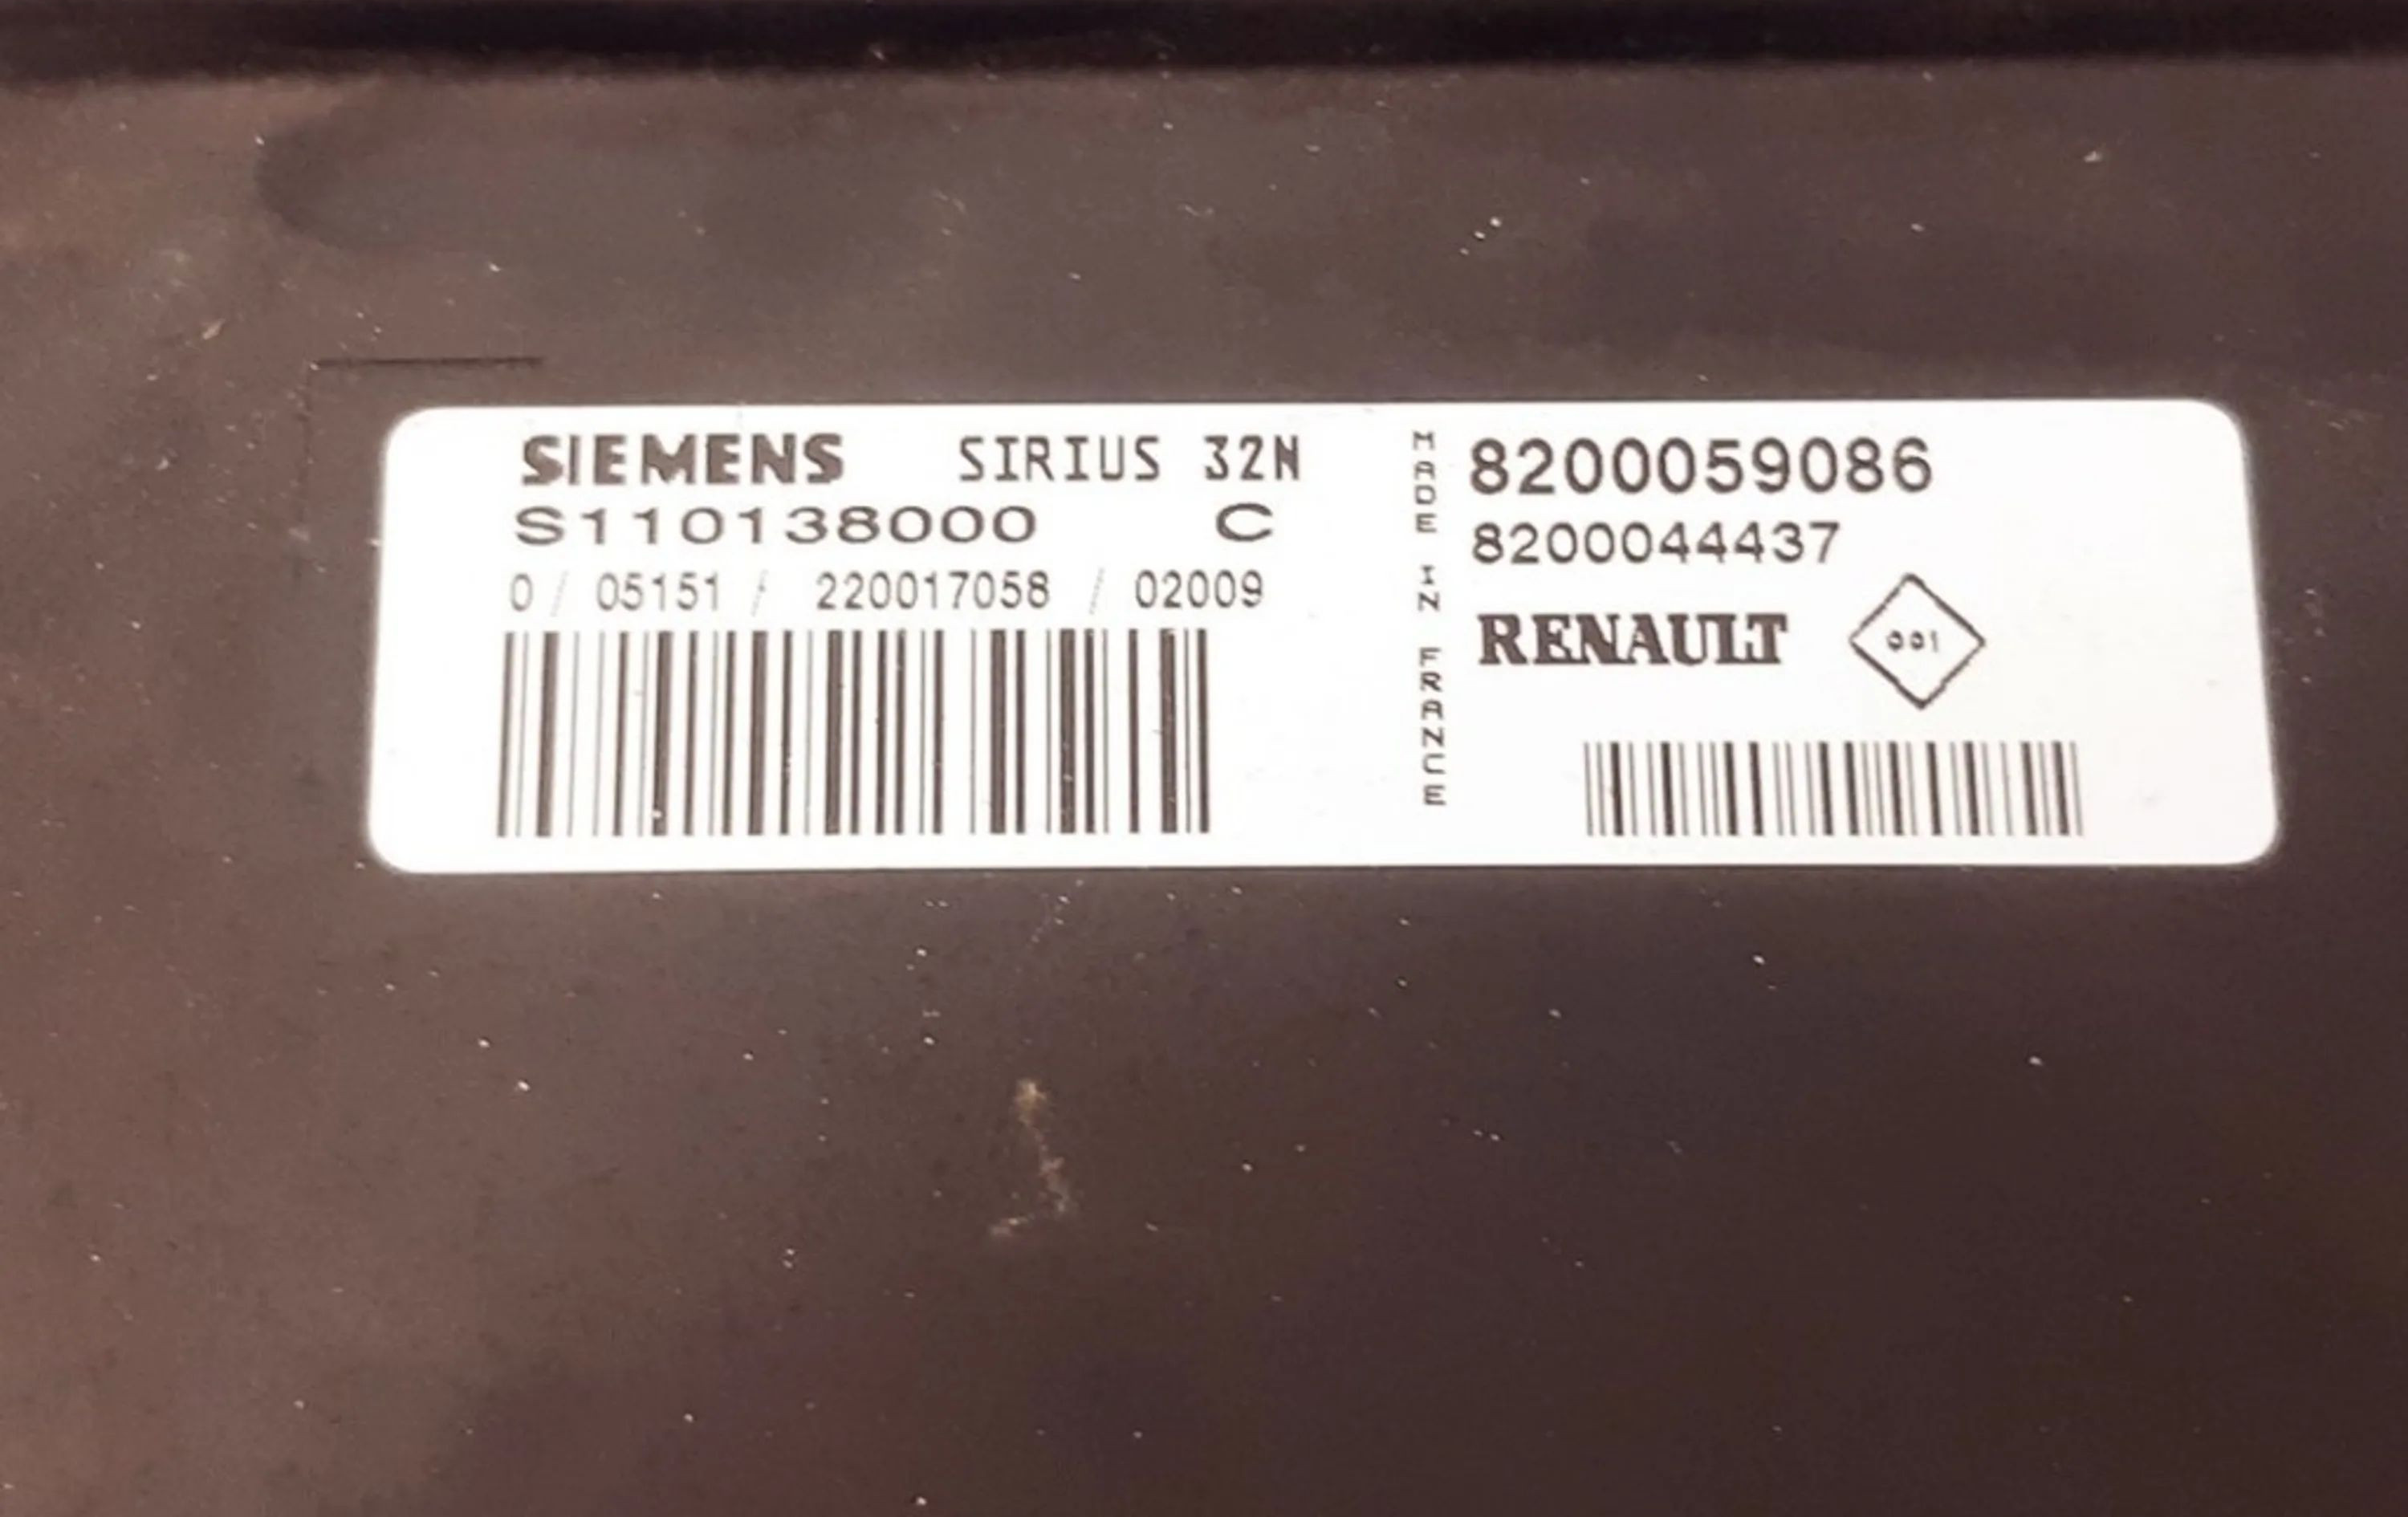 SIEMENS SIRIUS 32N
S110138000 C
0 / 05151 / 220017058 / 02009
MADE IN FRANCE
8200059086
8200044437
RENAULT 001